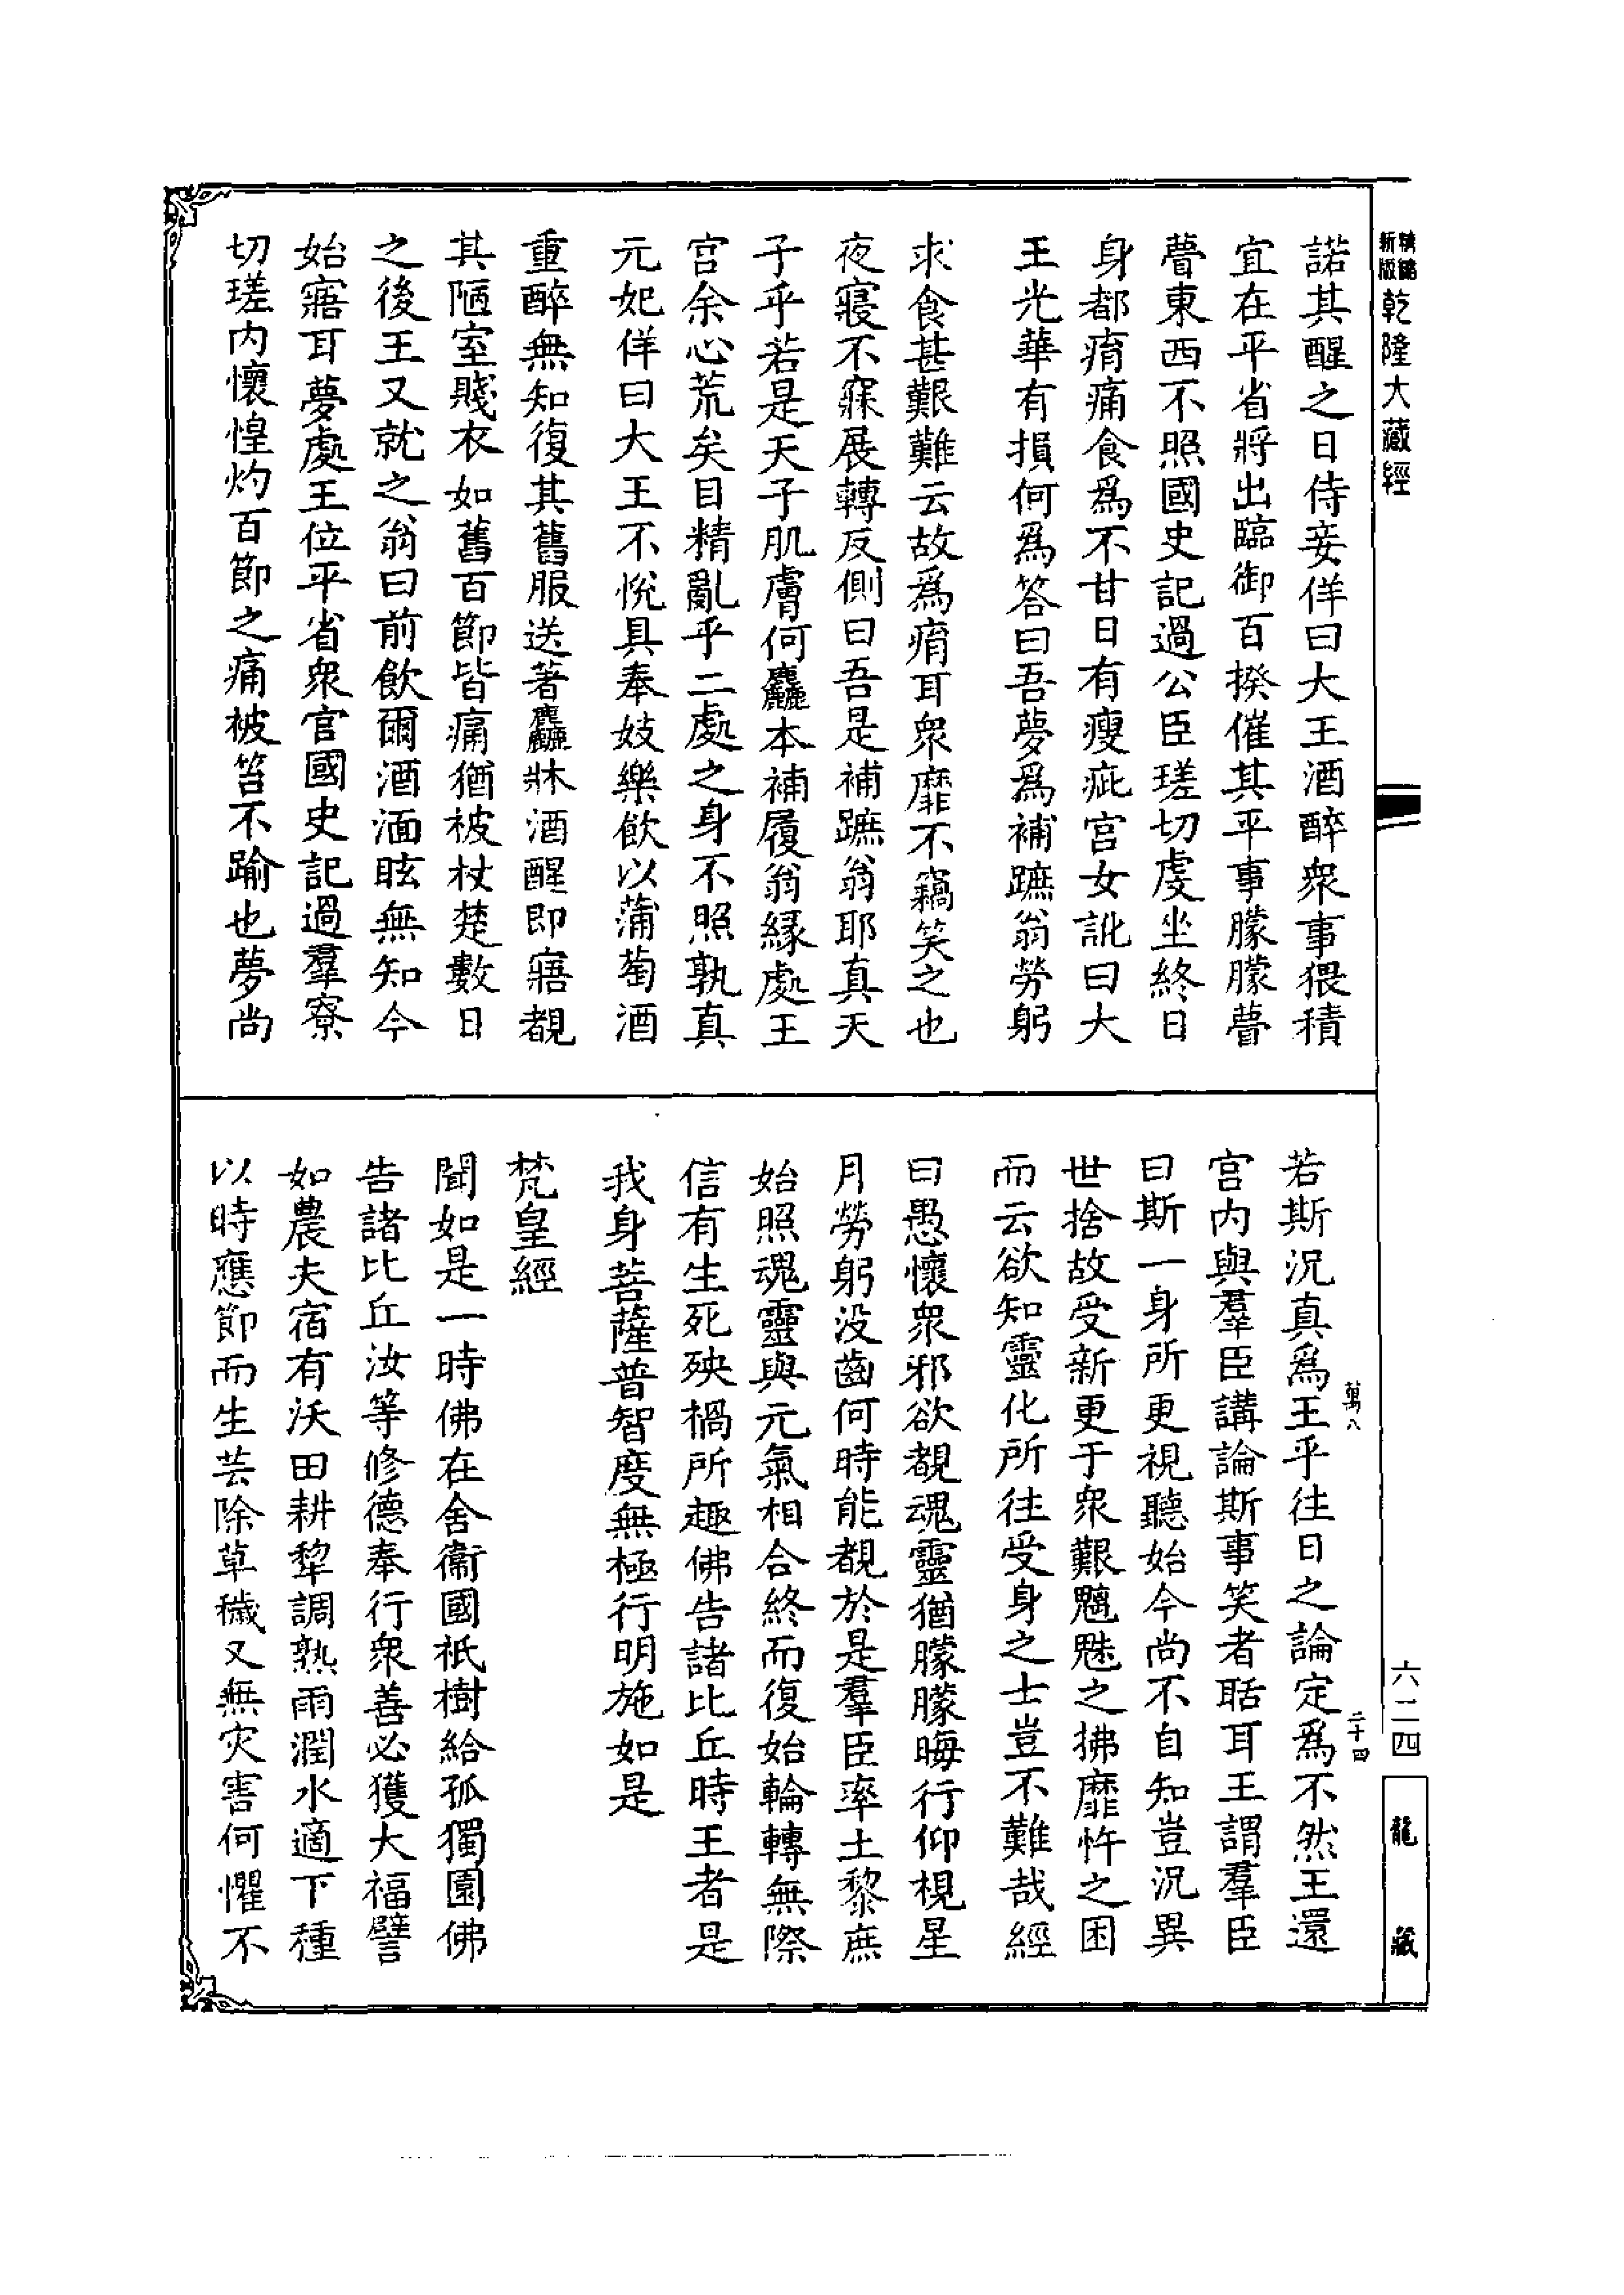 新版
乾隆大藏經
諾其醒之日侍妾佯曰大王酒醉衆事猥積
宜在平省將出臨御百揆催其平事朦朦瞢
瞢東西不照國史記過公臣瑳切處坐終日
身都痟痛食爲不甘日有瘦疵宫女訛曰大
王光華有損何爲答曰吾夢爲補蹠翁勞躬
求食甚艱難云故爲痟耳衆靡不竊笑之也
夜寢不寐展轉反側曰吾是補蹠翁耶真天
子乎若是天子肌膚何麤本補履翁緣處王
宫余心荒矣目精亂乎二處之身不照孰真
元妃佯曰大王不悦具奉妓樂飲以蒲萄酒
重醉無知復其舊服送著麤牀酒醒即寤覩
其陋室賤衣如舊百節皆痛猶被杖楚數日
之後王又就之翁曰前飲爾酒湎眩無知今
始寤耳夢處王位平省衆官國史記過羣寮
切瑳内懷惶灼百節之痛被笞不踰也夢尚
若斯況真爲王乎往日之論定爲不然王還
宫内與羣臣講論斯事笑者聒耳王謂羣臣
曰斯一身所更視聽始今尚不自知豈況異
世捨故受新更于衆艱魑魅之拂靡忤之困
而云欲知靈化所往受身之士豈不難哉經
曰愚懷衆邪欲覩魂靈猶朦朦晦行仰視星
月勞躬没齒何時能覩於是羣臣率土黎庶
始照魂靈與元氣相合終而復始輪轉無際
信有生死殃禍所趣佛告諸比丘時王者是
我身菩薩普智度無極行明施如是
梵皇經
聞如是一時佛在舍衞國祇樹給孤獨園佛
告諸比丘汝等修德奉行衆善必獲大福譬
如農夫宿有沃田耕犂調熟雨潤水適下種
以時應節而生芸除草穢又無灾害何懼不
萬八
二十四
六二四
龍藏